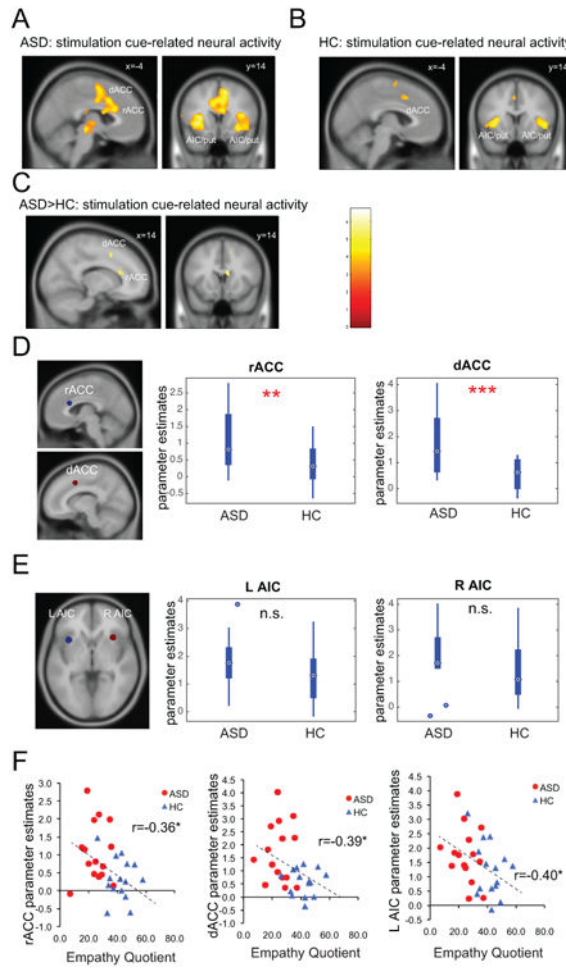 A
ASD: stimulation cue-related neural activity
x=-4
y=14
dACC
rACC
AIC/put
AIC/put
B
HC: stimulation cue-related neural activity
x=-4
y=14
dACC
AIC/put
AIC/put
C
ASD>HC: stimulation cue-related neural activity
x=14
y=14
dACC
rACC
D
rACC
dACC
rACC
parameter estimates
2.5
2
1.5
1
0.5
0
-0.5
**
ASD
HC
dACC
parameter estimates
4
3
2
1
0
***
ASD
HC
E
L AIC
R AIC
L AIC
n.s.
parameter estimates
4
3
2
1
0
ASD
HC
R AIC
n.s.
parameter estimates
4
3
2
1
0
ASD
HC
F
rACC parameter estimates
3.0
2.5
2.0
1.5
1.0
0.5
0.0
-0.5
-1.0
ASD
HC
r=-0.36*
0.0 20.0 40.0 60.0 80.0
Empathy Quotient
dACC parameter estimates
4.5
4.0
3.5
3.0
2.5
2.0
1.5
1.0
0.5
0.0
-0.5
-1.0
ASD
HC
r=-0.39*
0.0 20.0 40.0 60.0 80.0
Empathy Quotient
L AIC parameter estimates
4.5
4.0
3.5
3.0
2.5
2.0
1.5
1.0
0.5
0.0
-0.5
-1.0
ASD
HC
r=-0.40*
0.0 20.0 40.0 60.0 80.0
Empathy Quotient